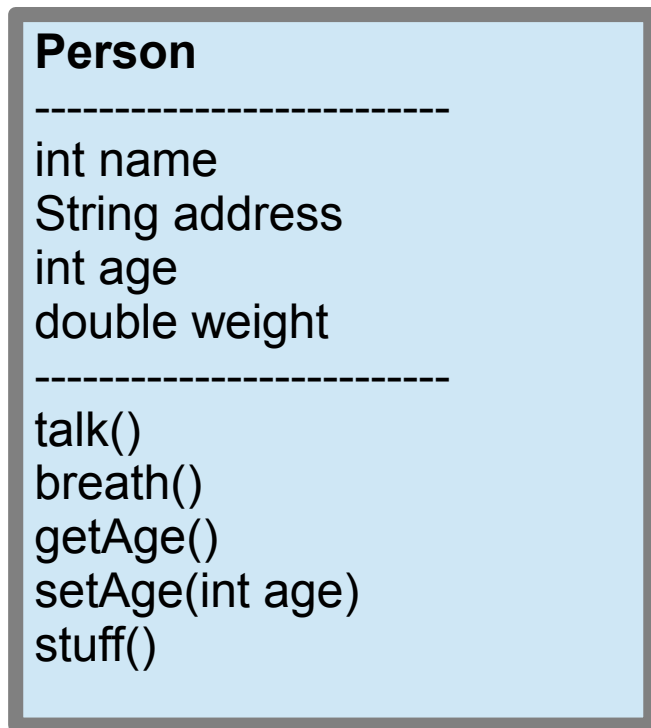 Person
--------------------------
int name
String address
int age
double weight
--------------------------
talk()
breath()
getAge()
setAge(int age)
stuff()